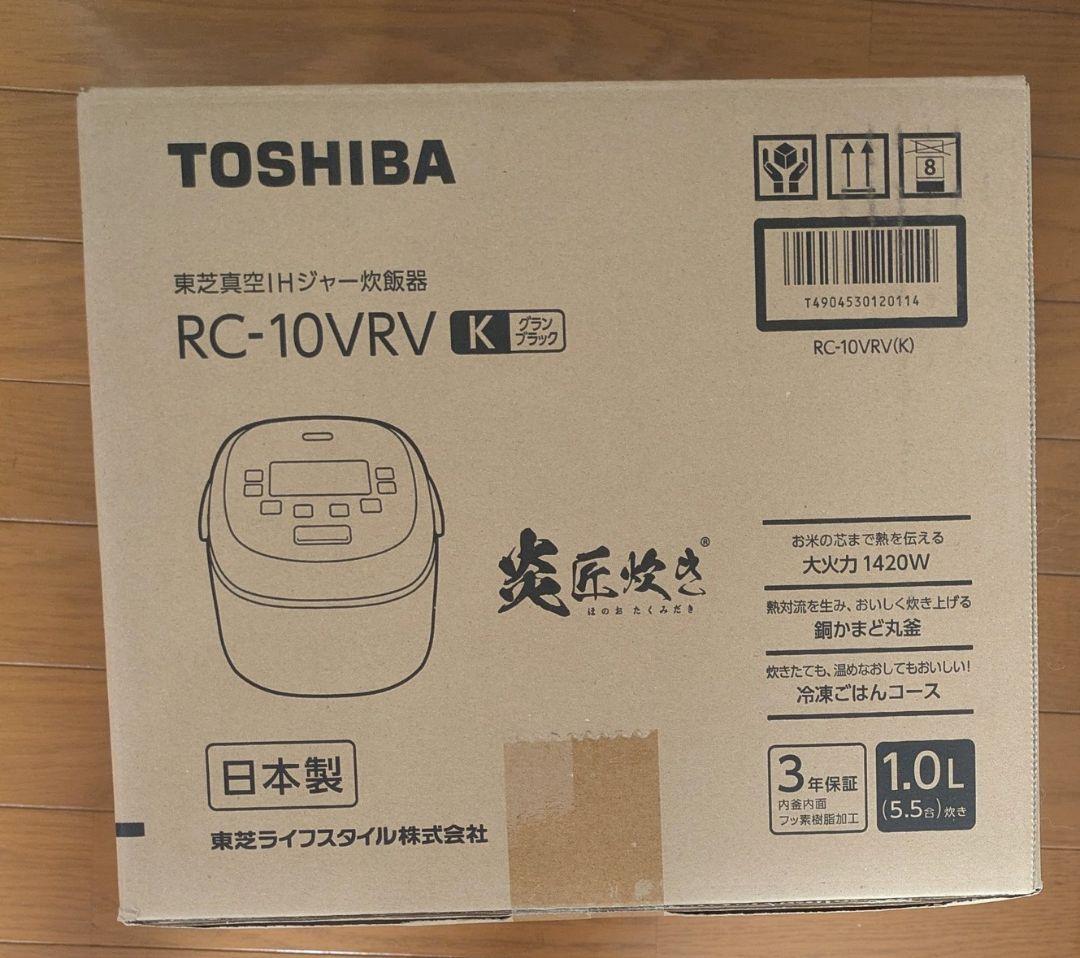 TOSHIBA
8
T4904530120114
RC-10VRV(K)
東芝真空IHジャー炊飯器
RC-10VRV K グラン
ブラック
炎匠炊き®
ほのおたくみだき
お米の芯まで熱を伝える
大火力1420W
熱対流を生み、おいしく炊き上げる
銅かまど丸釜
炊きたても、温めなおしてもおいしい!
冷凍ごはんコース
日本製
東芝ライフスタイル株式会社
3年保証
内釜内面
フッ素樹脂加工
1.0L
(5.5合)炊き